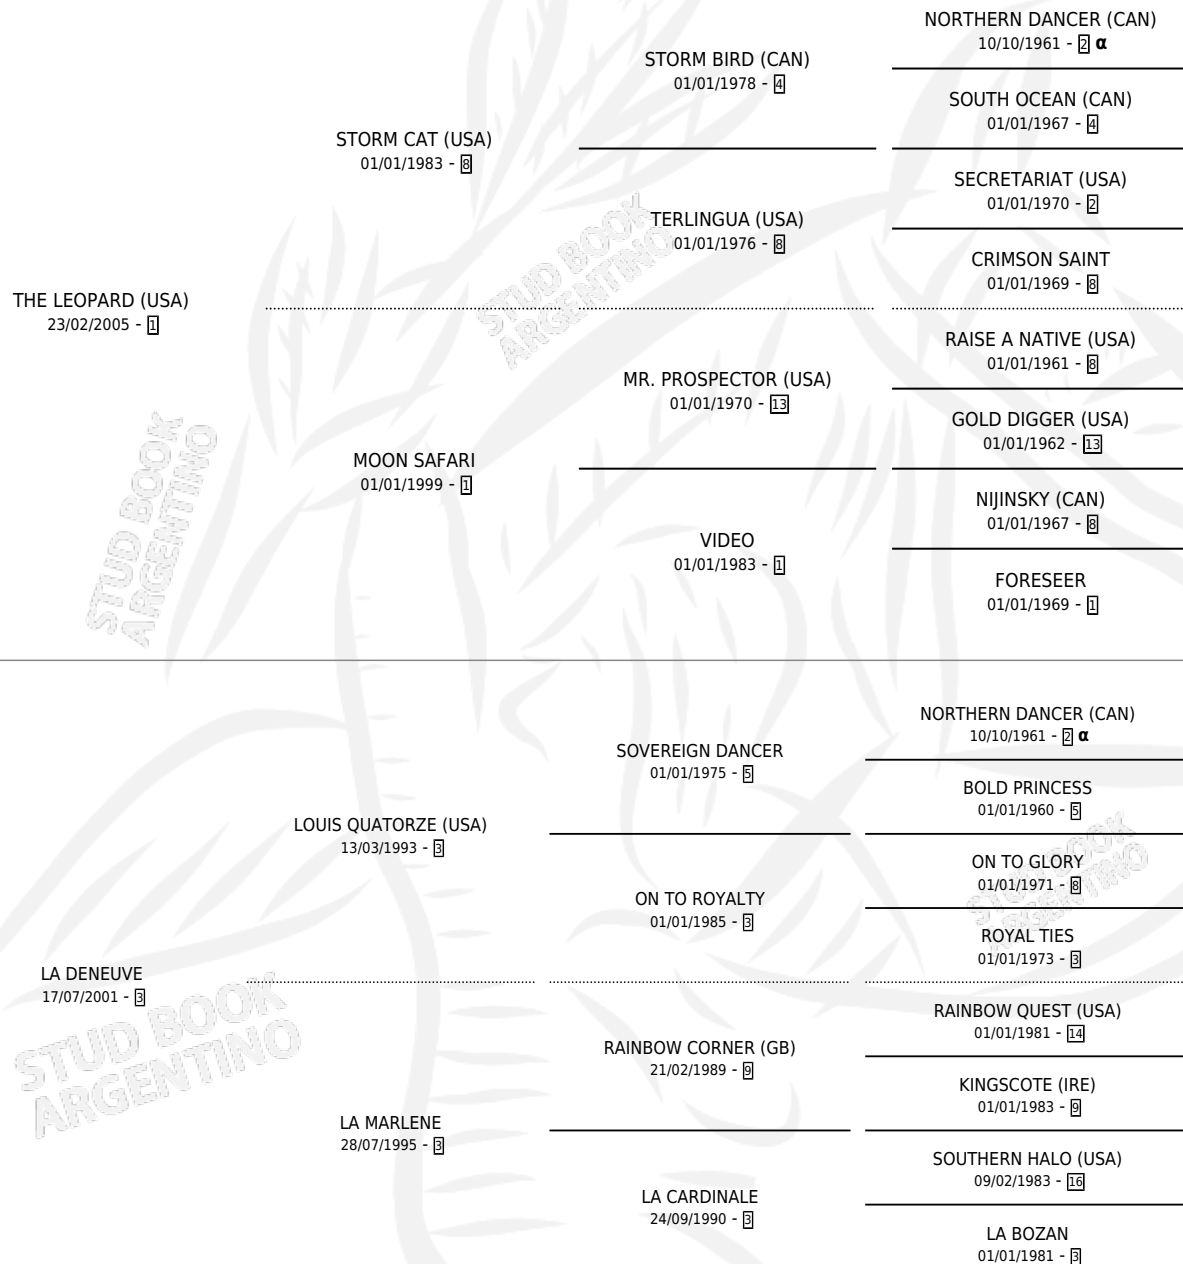 NORTHERN DANCER (CAN)
10/10/1961 - 2 α
STORM BIRD (CAN)
01/01/1978 - 4
SOUTH OCEAN (CAN)
01/01/1967 - 4
STORM CAT (USA)
01/01/1983 - 8
SECRETARIAT (USA)
01/01/1970 - 2
TERLINGUA (USA)
01/01/1976 - 8
CRIMSON SAINT
01/01/1969 - 8
THE LEOPARD (USA)
23/02/2005 - 1
RAISE A NATIVE (USA)
01/01/1961 - 8
MR. PROSPECTOR (USA)
01/01/1970 - 13
GOLD DIGGER (USA)
01/01/1962 - 13
MOON SAFARI
01/01/1999 - 1
NIJINSKY (CAN)
01/01/1967 - 8
VIDEO
01/01/1983 - 1
FORESEER
01/01/1969 - 1
NORTHERN DANCER (CAN)
10/10/1961 - 2 α
SOVEREIGN DANCER
01/01/1975 - 5
BOLD PRINCESS
01/01/1960 - 5
LOUIS QUATORZE (USA)
13/03/1993 - 3
ON TO GLORY
01/01/1971 - 8
ON TO ROYALTY
01/01/1985 - 3
ROYAL TIES
01/01/1973 - 3
LA DENEUVE
17/07/2001 - 3
RAINBOW QUEST (USA)
01/01/1981 - 14
RAINBOW CORNER (GB)
21/02/1989 - 9
KINGSCOTE (IRE)
01/01/1983 - 9
LA MARLENE
28/07/1995 - 3
SOUTHERN HALO (USA)
09/02/1983 - 16
LA CARDINALE
24/09/1990 - 3
LA BOZAN
01/01/1981 - 3
STUD BOOK
ARGENTINO
STUD BOOK
ARGENTINO
STUD BOOK
ARGENTINO
STUD BOOK
ARGENTINO